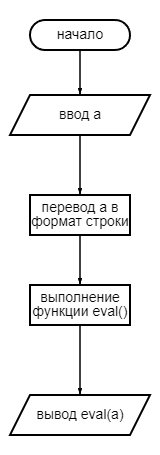 начало
ввод a
перевод a в
формат строки
выполнение
функции eval()
вывод eval(a)